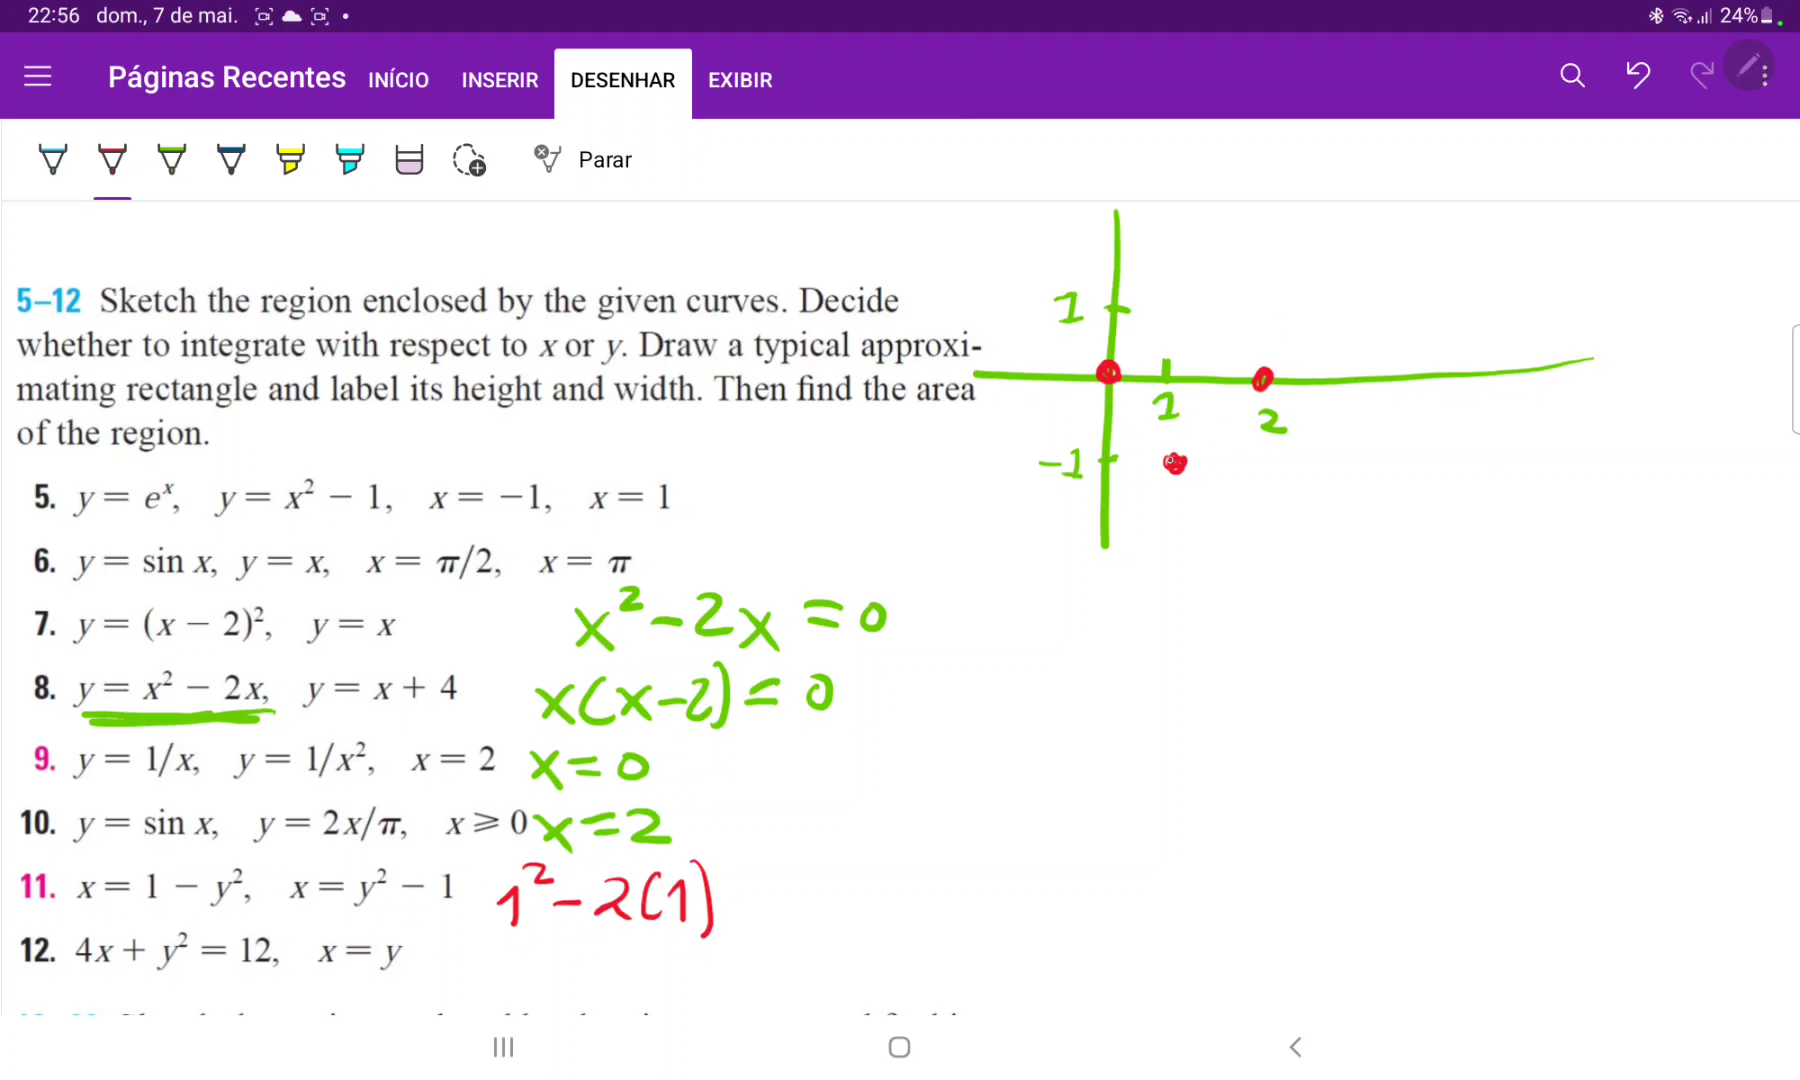 22:56 dom., 7 de mai. 24%
Páginas Recentes INÍCIO INSERIR DESENHAR EXIBIR
Parar
5–12 Sketch the region enclosed by the given curves. Decide
whether to integrate with respect to x or y. Draw a typical approxi-
mating rectangle and label its height and width. Then find the area
of the region.
5. y = eˣ, y = x² − 1, x = −1, x = 1
6. y = sin x, y = x, x = π/2, x = π
7. y = (x − 2)², y = x
8. y = x² − 2x, y = x + 4
9. y = 1/x, y = 1/x², x = 2
10. y = sin x, y = 2x/π, x ⩾ 0
11. x = 1 − y², x = y² − 1
12. 4x + y² = 12, x = y
x² − 2x = 0
x(x−2) = 0
x = 0
x = 2
1² − 2(1)
1
1
2
−1